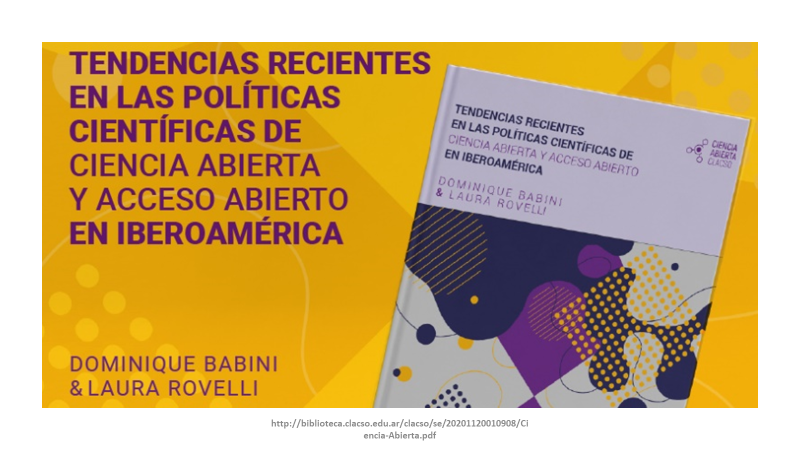 TENDENCIAS RECIENTES
EN LAS POLÍTICAS
CIENTÍFICAS DE
CIENCIA ABIERTA
Y ACCESO ABIERTO
EN IBEROAMÉRICA
DOMINIQUE BABINI
& LAURA ROVELLI
TENDENCIAS RECIENTES
EN LAS POLÍTICAS CIENTÍFICAS DE
CIENCIA ABIERTA Y ACCESO ABIERTO
EN IBEROAMÉRICA
DOMINIQUE BABINI
& LAURA ROVELLI
CIENCIA
ABIERTA
CLACSO
http://biblioteca.clacso.edu.ar/clacso/se/20201120010908/Ci
encia-Abierta.pdf